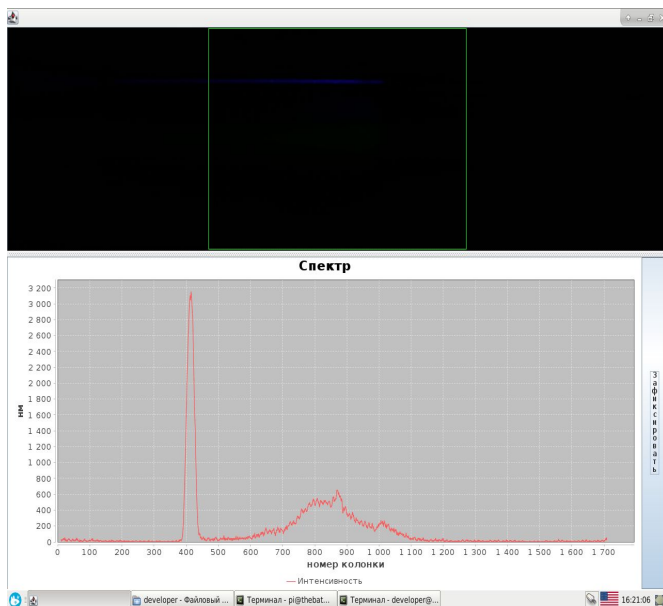 Спектр
3 200
3 000
2 800
2 600
2 400
2 200
2 000
1 800
1 600
1 400
1 200
1 000
800
600
400
200
0
нм
0 100 200 300 400 500 600 700 800 900 1 000 1 100 1 200 1 300 1 400 1 500 1 600 1 700
номер колонки
Интенсивность
Зафиксировать
developer - Файловый ... Терминал - pi@thebat... Терминал - developer@... 16:21:06